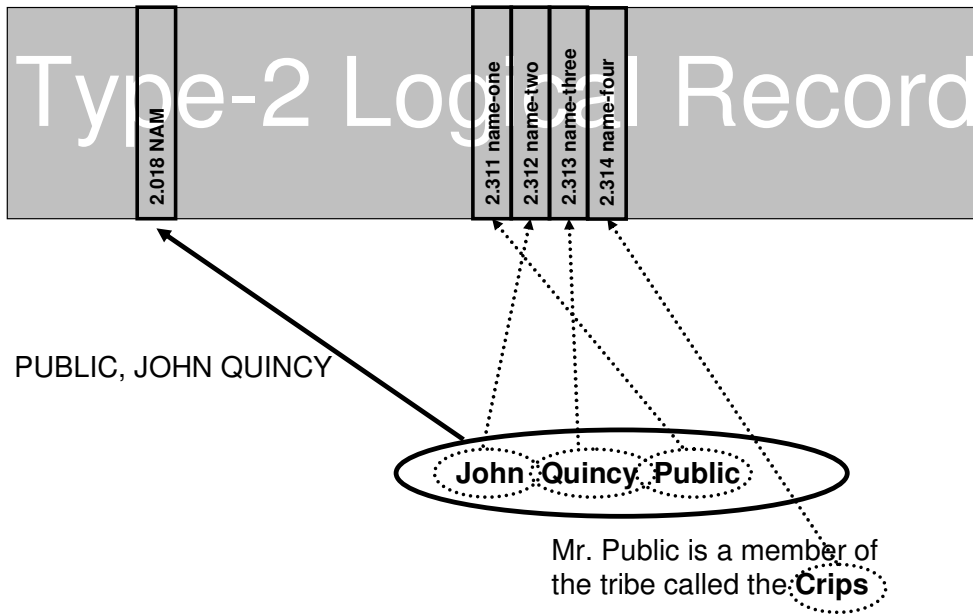 Type-2 Logical Record
2.018 NAM
2.311 name-one
2.312 name-two
2.313 name-three
2.314 name-four
PUBLIC, JOHN QUINCY
John Quincy Public
Mr. Public is a member of
the tribe called the Crips